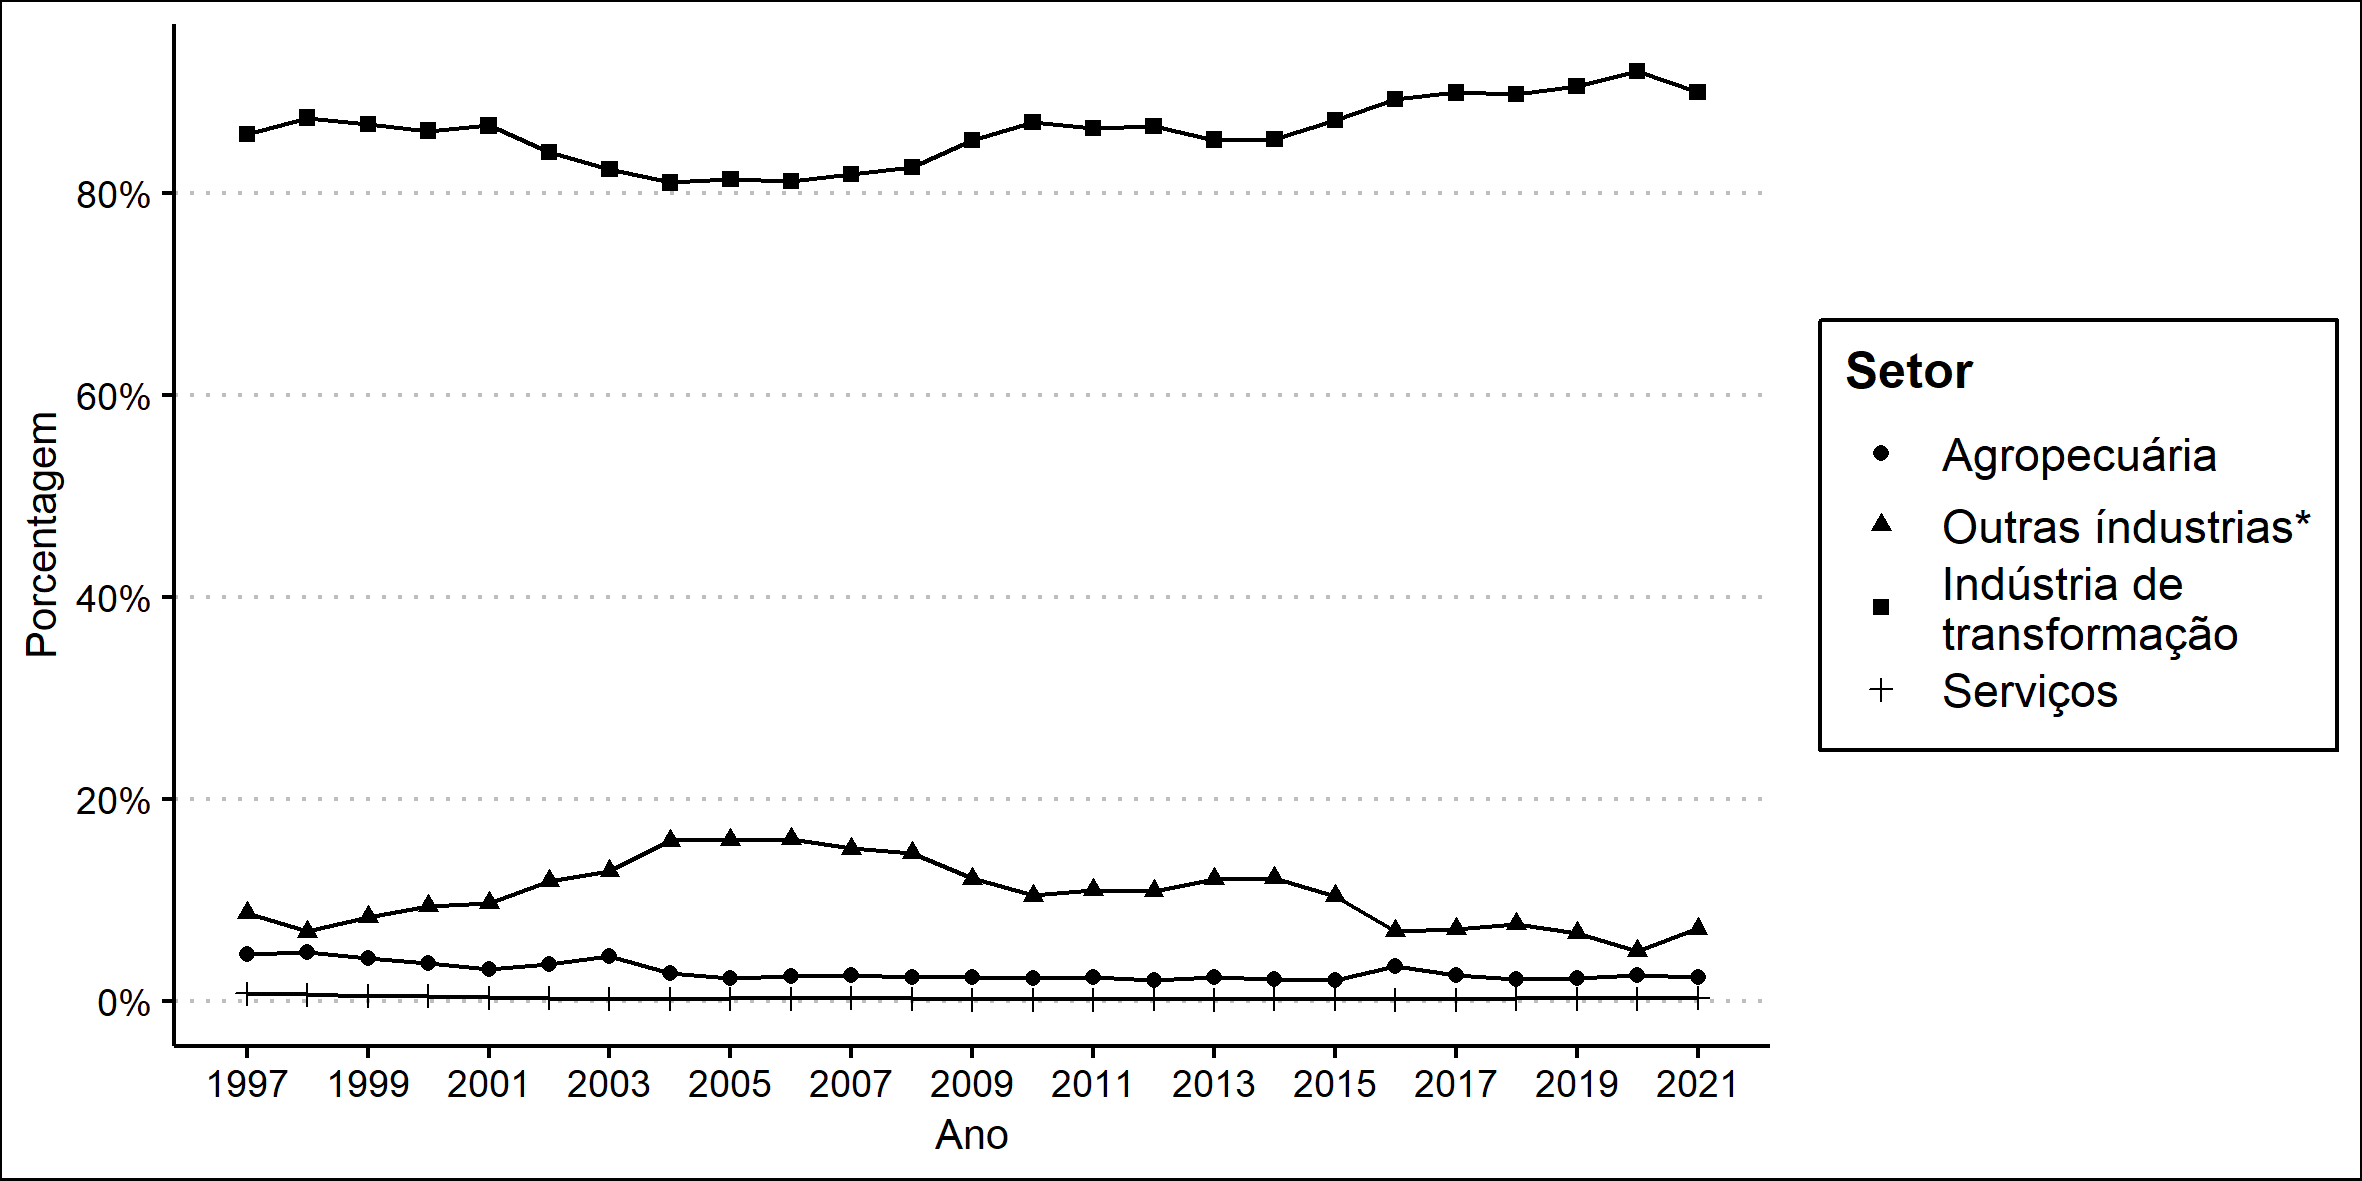 80%
60%
40%
20%
0%
Porcentagem
1997 1999 2001 2003 2005 2007 2009 2011 2013 2015 2017 2019 2021
Ano
Setor
Agropecuária
Outras índustrias*
Indústria de
transformação
Serviços